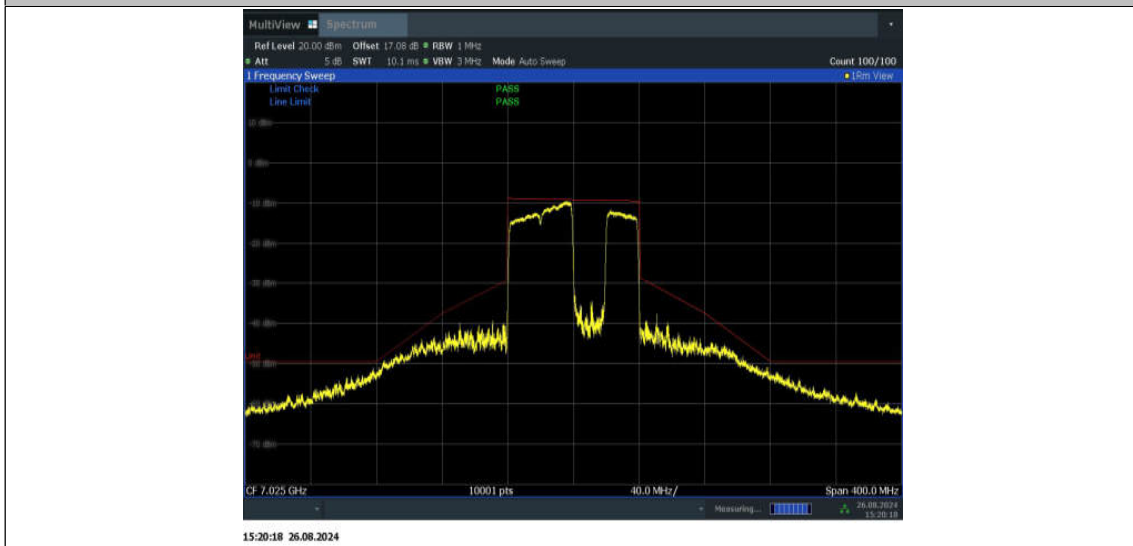 MultiView Spectrum
Ref Level 20.00 dBm Offset 17.08 dB RBW 1 MHz
Att 5 dB SWT 10.1 ms VBW 3 MHz Mode Auto Sweep Count 100/100
1 Frequency Sweep 1Rm View
Limit Check PASS
Line Limit PASS
10 dBm
0 dBm
-10 dBm
-20 dBm
-30 dBm
-40 dBm
-50 dBm
-60 dBm
-70 dBm
CF 7.025 GHz 10001 pts 40.0 MHz/ Span 400.0 MHz
Measuring... 26.08.2024
15:20:18
15:20:18 26.08.2024